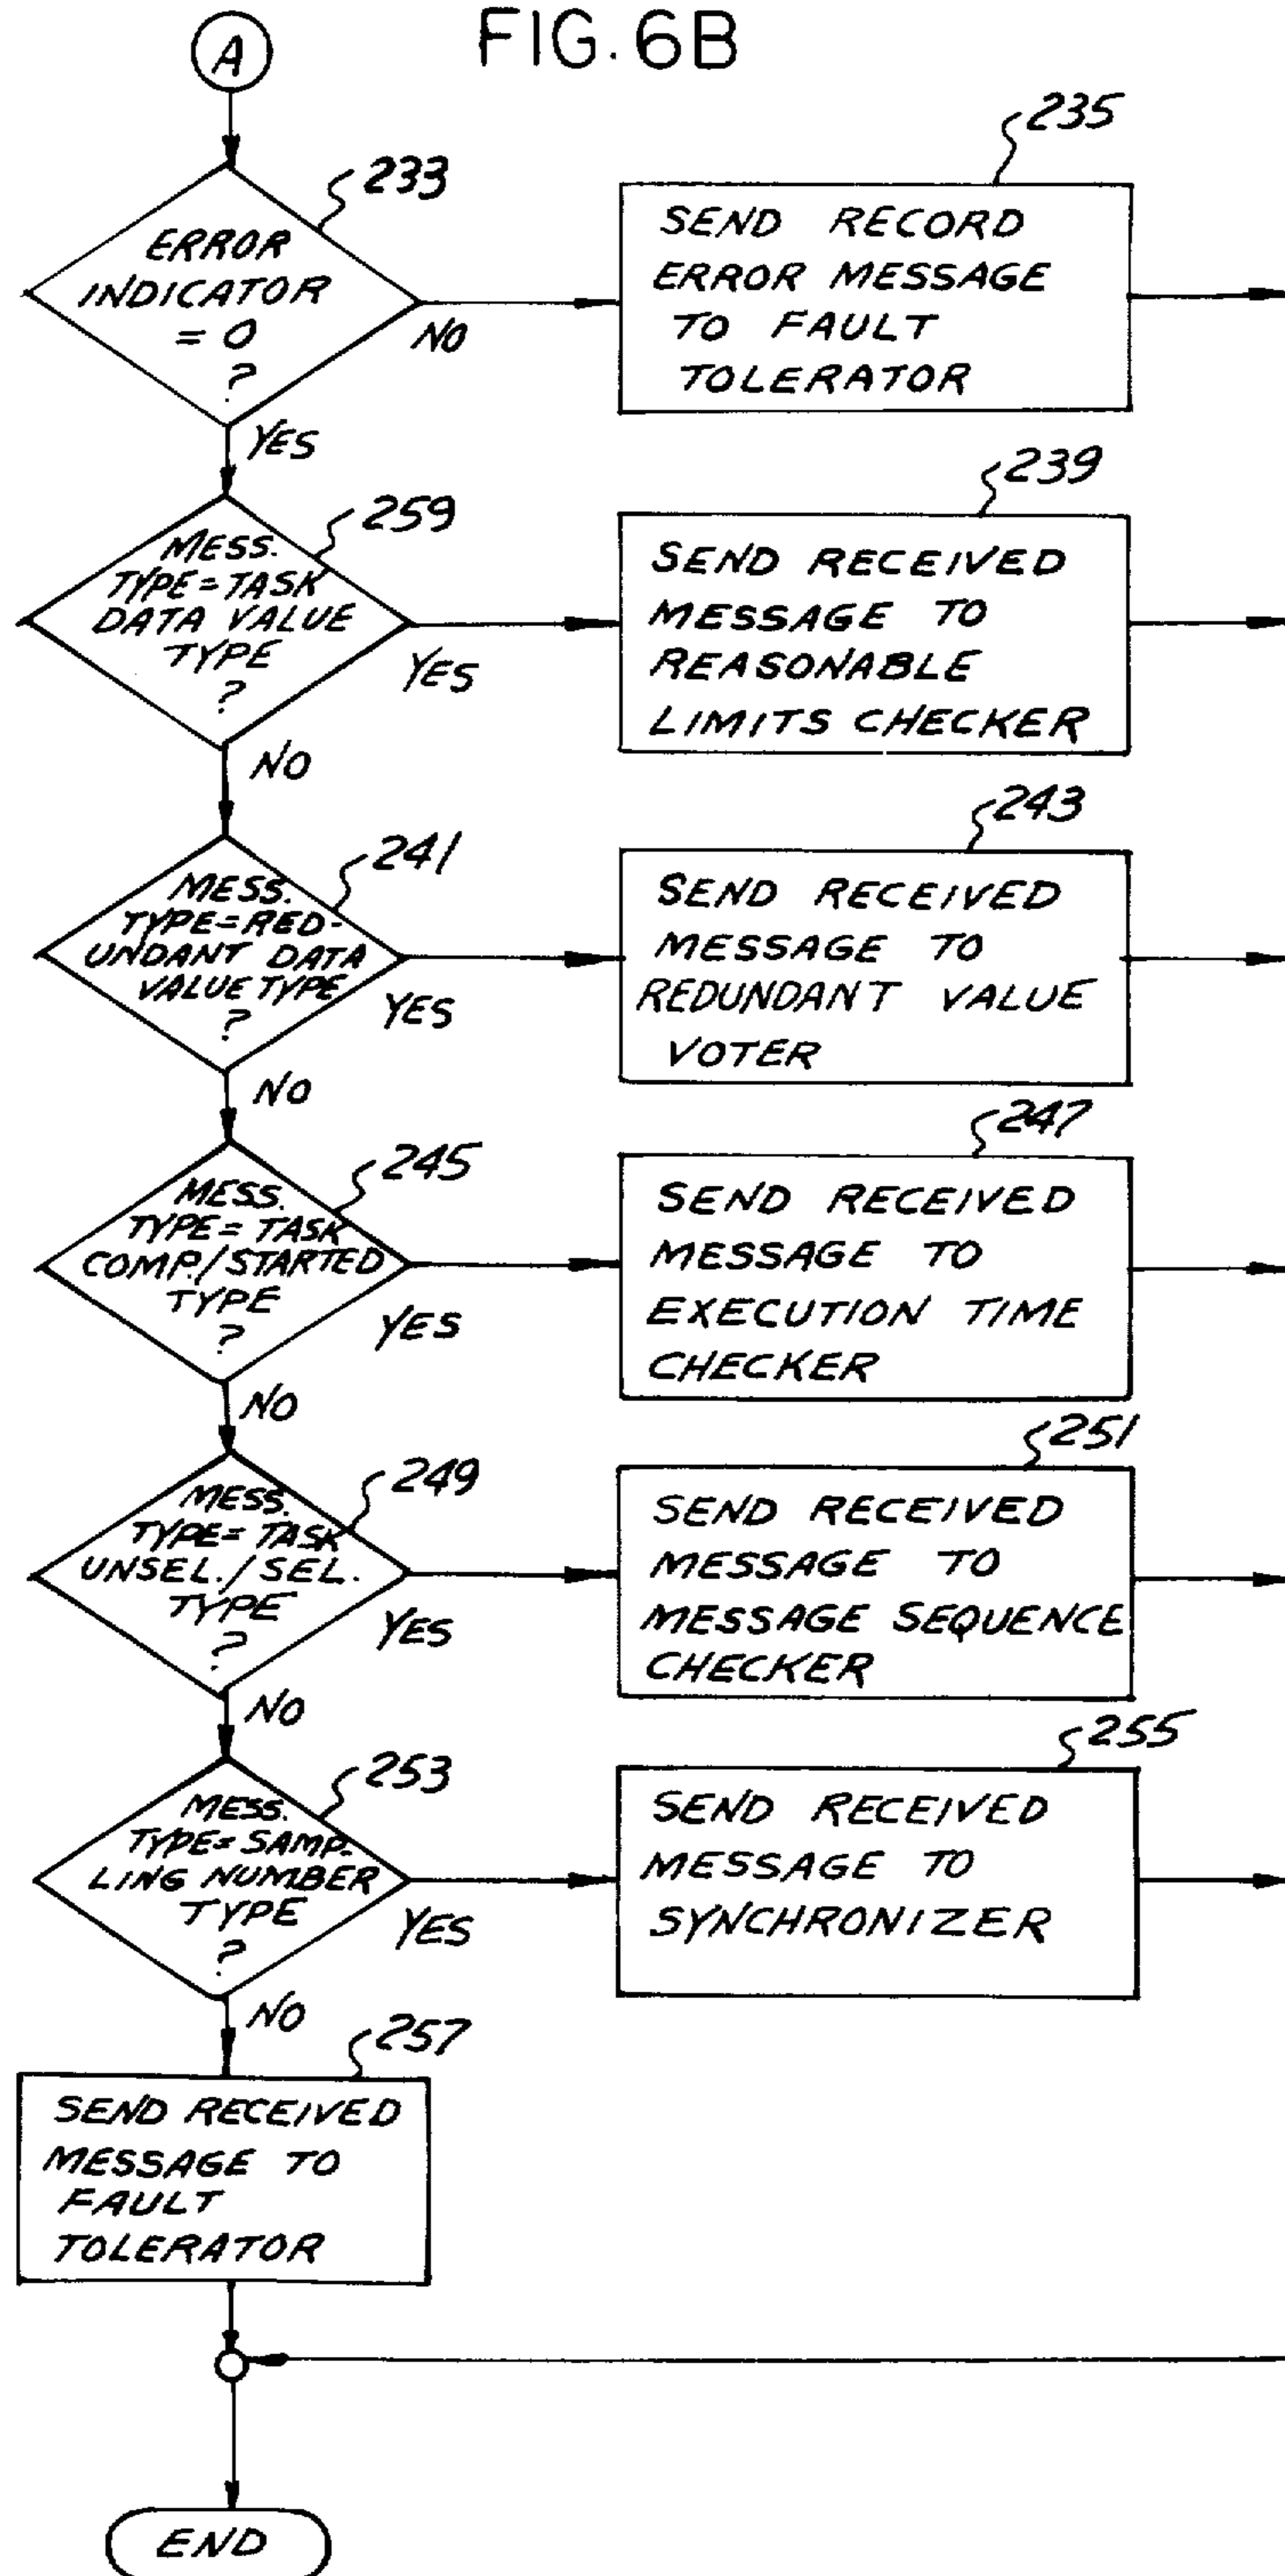 FIG. 6B
A
233
ERROR
INDICATOR
= 0
?
NO
YES
235
SEND RECORD
ERROR MESSAGE
TO FAULT
TOLERATOR
259
MESS.
TYPE=TASK
DATA VALUE
TYPE
?
YES
NO
239
SEND RECEIVED
MESSAGE TO
REASONABLE
LIMITS CHECKER
241
MESS.
TYPE=RED-
UNDANT DATA
VALUE TYPE
?
YES
NO
243
SEND RECEIVED
MESSAGE TO
REDUNDANT VALUE
VOTER
245
MESS.
TYPE= TASK
COMP./STARTED
TYPE
?
YES
NO
247
SEND RECEIVED
MESSAGE TO
EXECUTION TIME
CHECKER
249
MESS.
TYPE= TASK
UNSEL./SEL.
TYPE
?
YES
NO
251
SEND RECEIVED
MESSAGE TO
MESSAGE SEQUENCE
CHECKER
253
MESS.
TYPE= SAMP-
LING NUMBER
TYPE
?
YES
NO
255
SEND RECEIVED
MESSAGE TO
SYNCHRONIZER
257
SEND RECEIVED
MESSAGE TO
FAULT
TOLERATOR
END